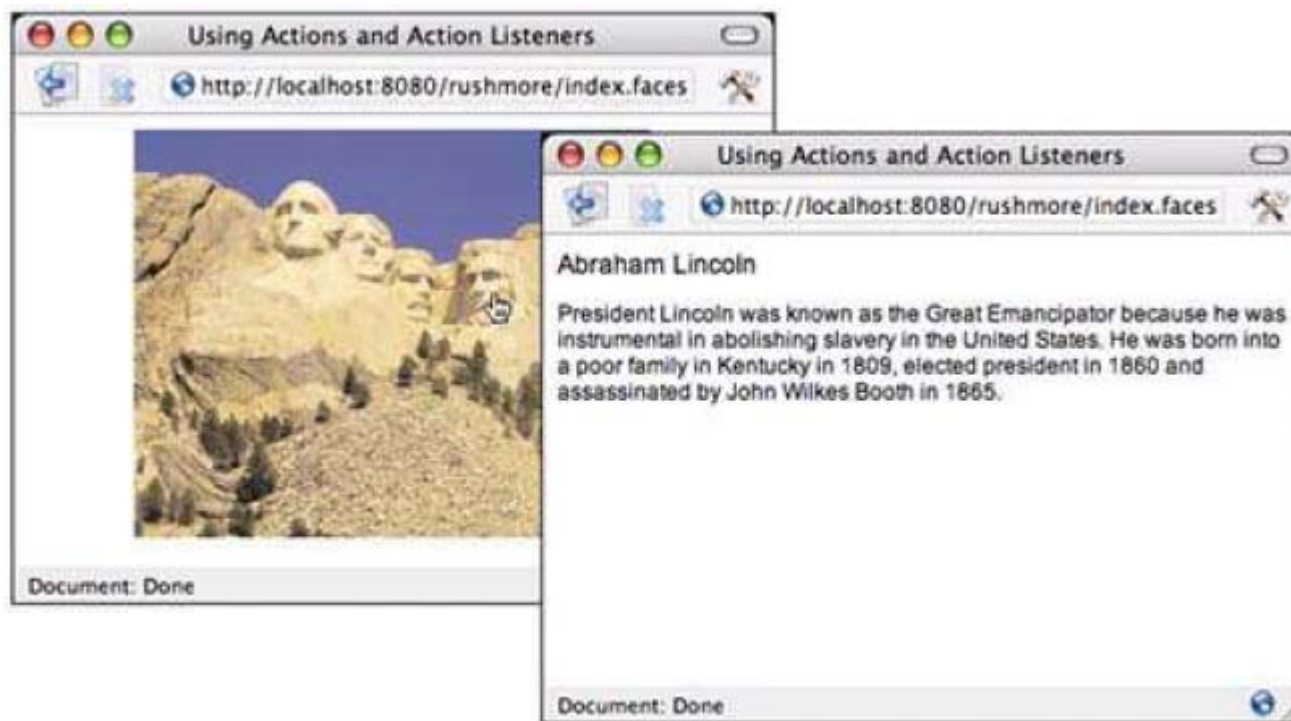 Using Actions and Action Listeners
http://localhost:8080/rushmore/index.faces
Document: Done
Using Actions and Action Listeners
http://localhost:8080/rushmore/index.faces
Abraham Lincoln
President Lincoln was known as the Great Emancipator because he was
instrumental in abolishing slavery in the United States. He was born into
a poor family in Kentucky in 1809, elected president in 1860 and
assassinated by John Wilkes Booth in 1865.
Document: Done